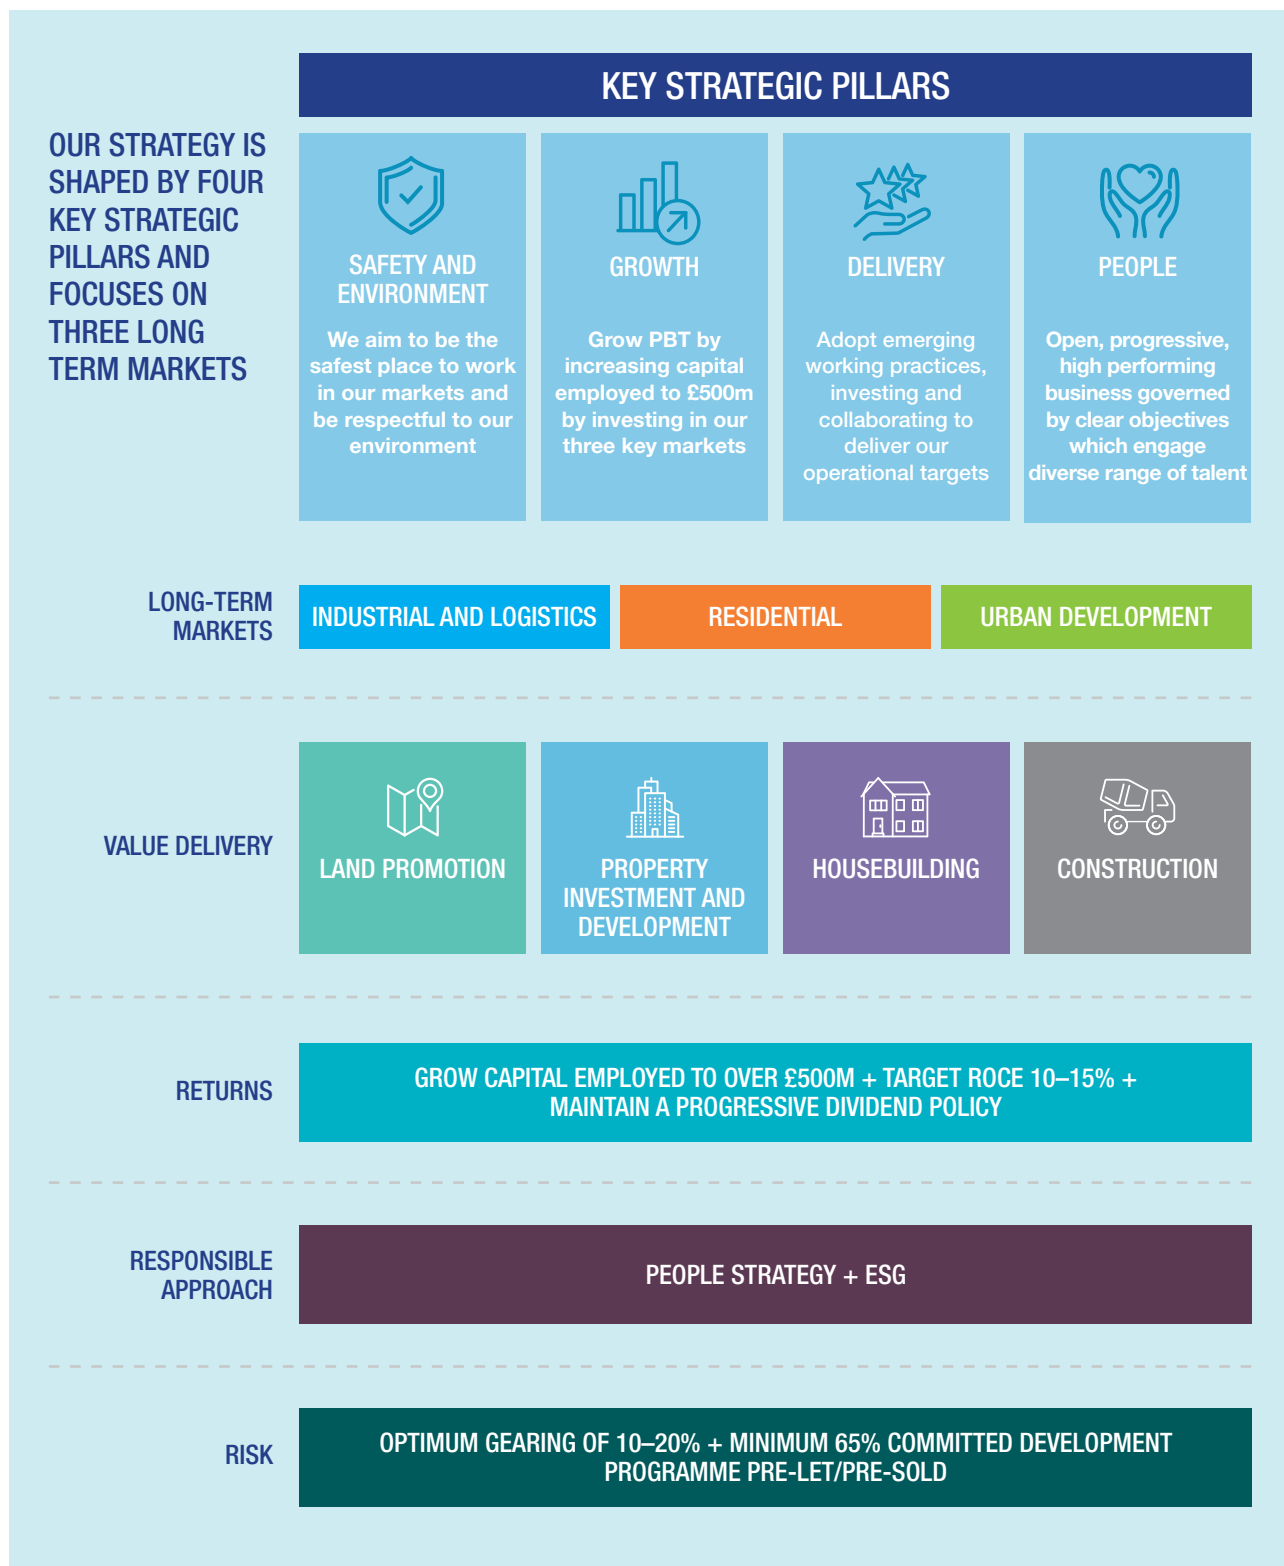 OUR STRATEGY IS
SHAPED BY FOUR
KEY STRATEGIC
PILLARS AND
FOCUSES ON
THREE LONG
TERM MARKETS
KEY STRATEGIC PILLARS
SAFETY AND
ENVIRONMENT
We aim to be the
safest place to work
in our markets and
be respectful to our
environment
GROWTH
Grow PBT by
increasing capital
employed to £500m
by investing in our
three key markets
DELIVERY
Adopt emerging
working practices,
investing and
collaborating to
deliver our
operational targets
PEOPLE
Open, progressive,
high performing
business governed
by clear objectives
which engage
diverse range of talent
LONG-TERM
MARKETS
INDUSTRIAL AND LOGISTICS
RESIDENTIAL
URBAN DEVELOPMENT
VALUE DELIVERY
LAND PROMOTION
PROPERTY
INVESTMENT AND
DEVELOPMENT
HOUSEBUILDING
CONSTRUCTION
RETURNS
GROW CAPITAL EMPLOYED TO OVER £500M + TARGET ROCE 10–15% +
MAINTAIN A PROGRESSIVE DIVIDEND POLICY
RESPONSIBLE
APPROACH
PEOPLE STRATEGY + ESG
RISK
OPTIMUM GEARING OF 10–20% + MINIMUM 65% COMMITTED DEVELOPMENT
PROGRAMME PRE-LET/PRE-SOLD